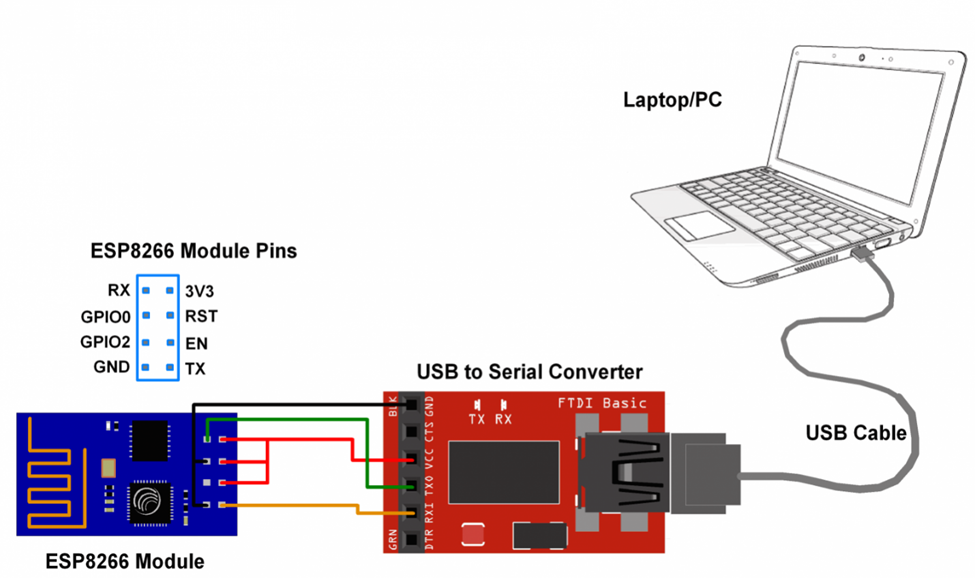 Laptop/PC
ESP8266 Module Pins
RX 3V3
GPIO0 RST
GPIO2 EN
GND TX
USB to Serial Converter
BLK GND
CTS
VCC
TXO
RXI
GRN DTR
TX RX
FTDI Basic
USB Cable
ESP8266 Module